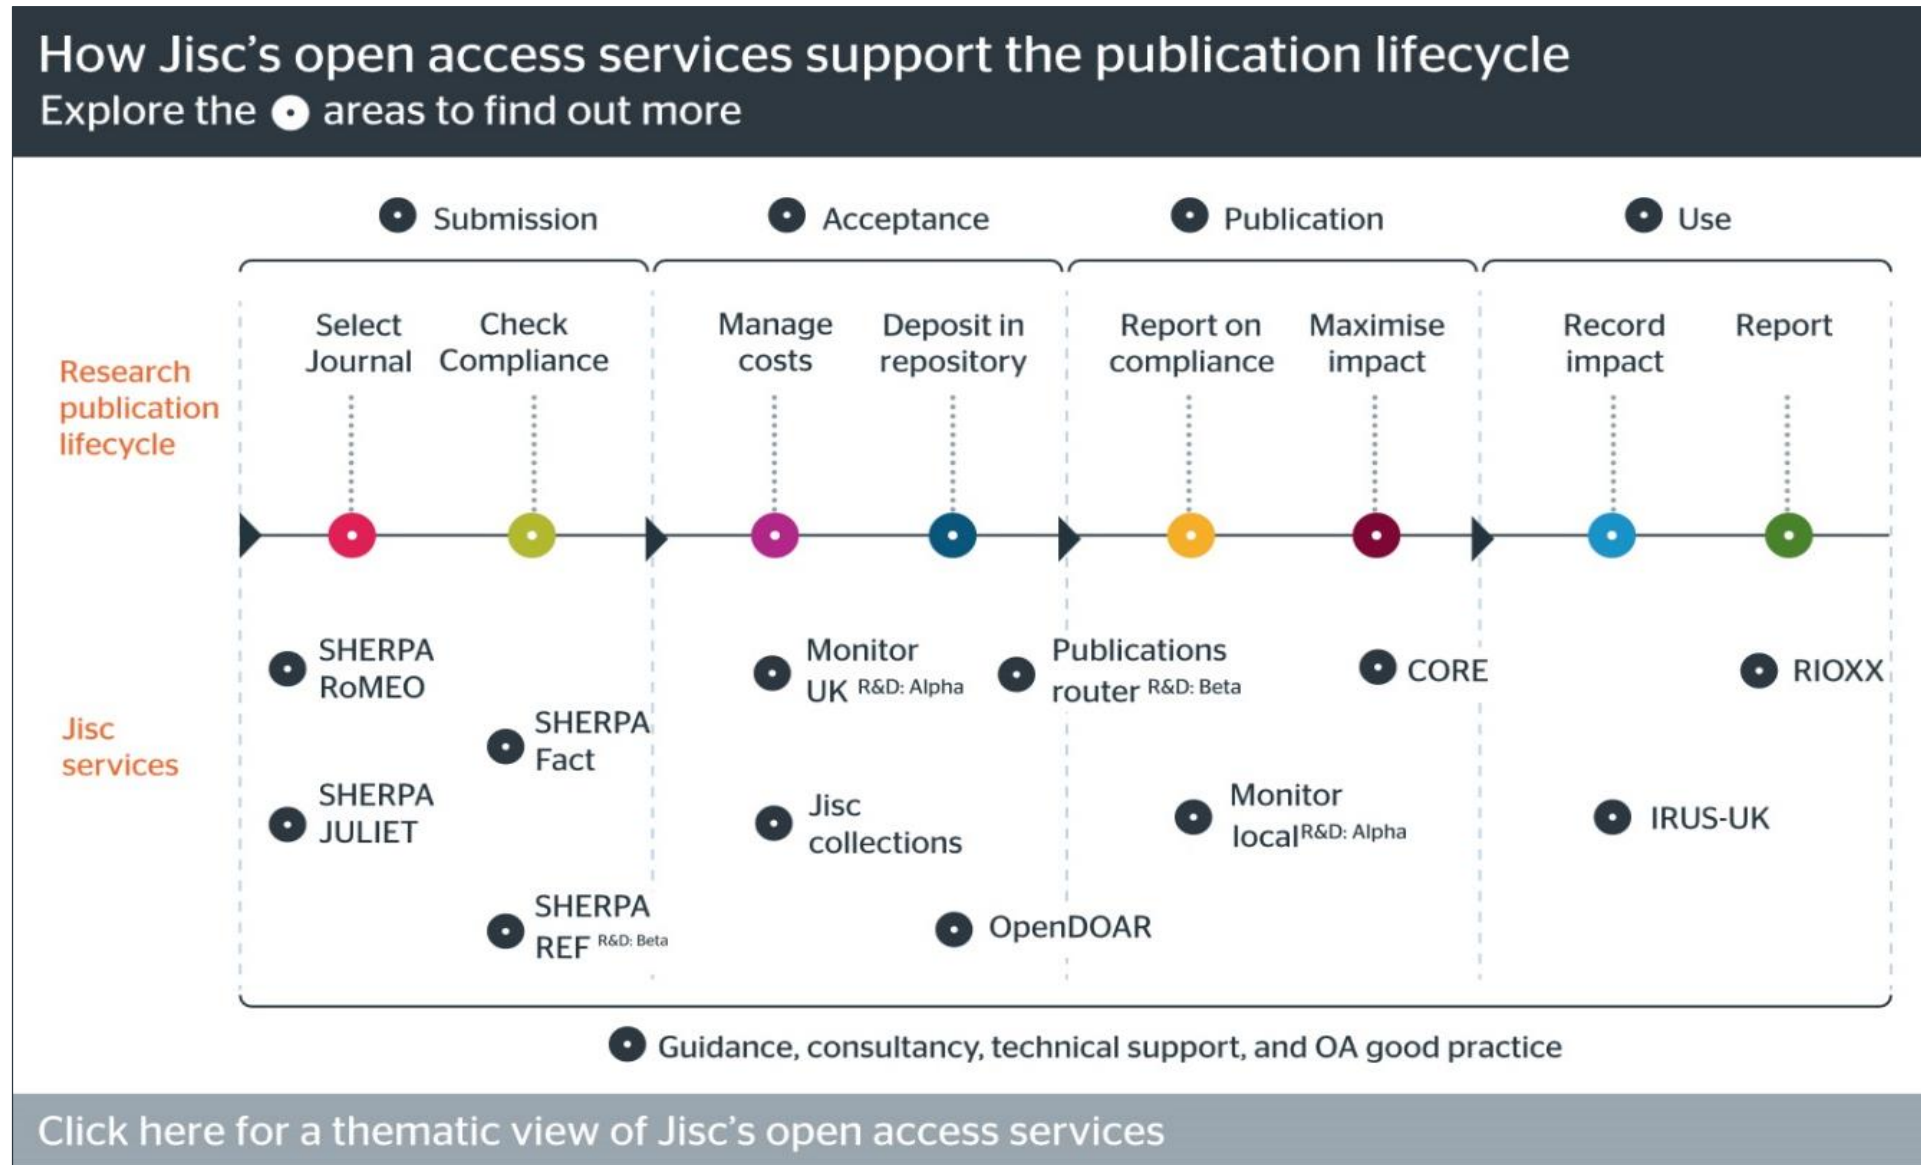 How Jisc's open access services support the publication lifecycle
Explore the areas to find out more
Submission
Acceptance
Publication
Use
Select
Journal
Check
Compliance
Manage
costs
Deposit in
repository
Report on
compliance
Maximise
impact
Record
impact
Report
Research
publication
lifecycle
Jisc
services
SHERPA
RoMEO
SHERPA
JULIET
SHERPA
Fact
SHERPA
REF R&D: Beta
Monitor
UK R&D: Alpha
Jisc
collections
Publications
router R&D: Beta
OpenDOAR
CORE
Monitor
local R&D: Alpha
RIOXX
IRUS-UK
Guidance, consultancy, technical support, and OA good practice
Click here for a thematic view of Jisc's open access services